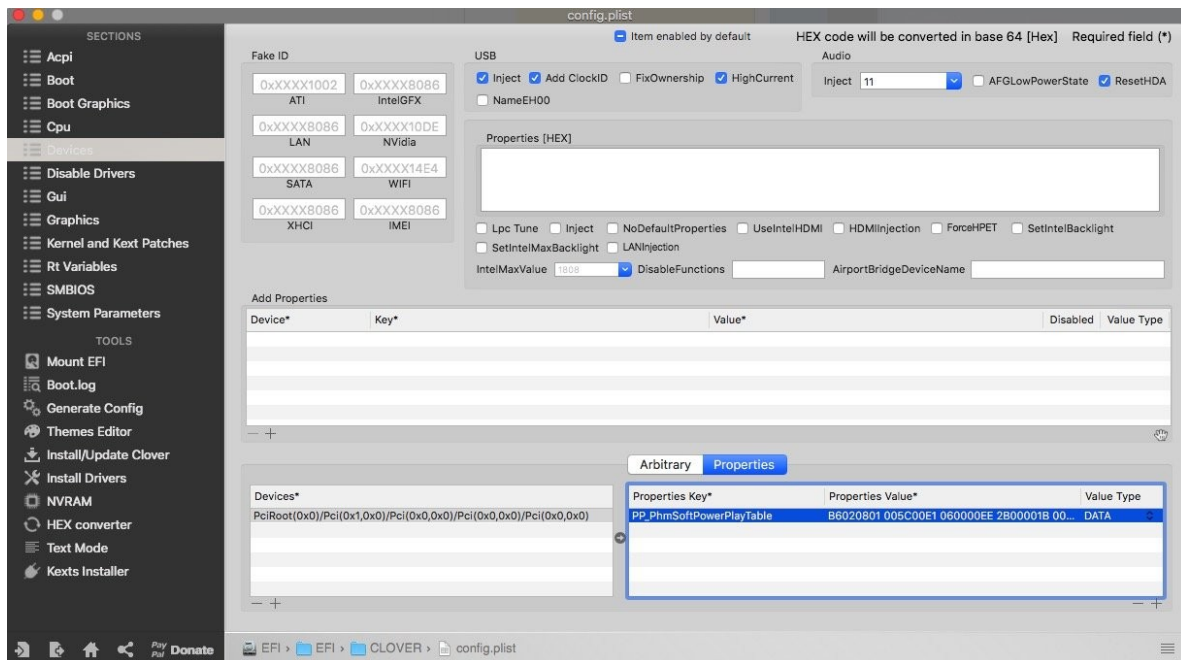 config.plist
SECTIONS
Acpi
Boot
Boot Graphics
Cpu
Devices
Disable Drivers
Gui
Graphics
Kernel and Kext Patches
Rt Variables
SMBIOS
System Parameters
TOOLS
Mount EFI
Boot.log
Generate Config
Themes Editor
Install/Update Clover
Install Drivers
NVRAM
HEX converter
Text Mode
Kexts Installer
Pay Pal Donate
Item enabled by default HEX code will be converted in base 64 [Hex] Required field (*)
Fake ID
0xXXXX1002 0xXXXX8086
ATI IntelGFX
0xXXXX8086 0xXXXX10DE
LAN NVidia
0xXXXX8086 0xXXXX14E4
SATA WIFI
0xXXXX8086 0xXXXX8086
XHCI IMEI
USB
Inject Add ClockID FixOwnership HighCurrent
NameEH00
Audio
Inject 11 AFGLowPowerState ResetHDA
Properties [HEX]
Lpc Tune Inject NoDefaultProperties UseIntelHDMI HDMIInjection ForceHPET SetIntelBacklight
SetIntelMaxBacklight LANInjection
IntelMaxValue 1808 DisableFunctions AirportBridgeDeviceName
Add Properties
Device* Key* Value* Disabled Value Type
Arbitrary Properties
Devices*
PciRoot(0x0)/Pci(0x1,0x0)/Pci(0x0,0x0)/Pci(0x0,0x0)/Pci(0x0,0x0)
Properties Key* Properties Value* Value Type
PP_PhmSoftPowerPlayTable B6020801 005C00E1 060000EE 2B00001B 00... DATA
EFI › EFI › CLOVER › config.plist